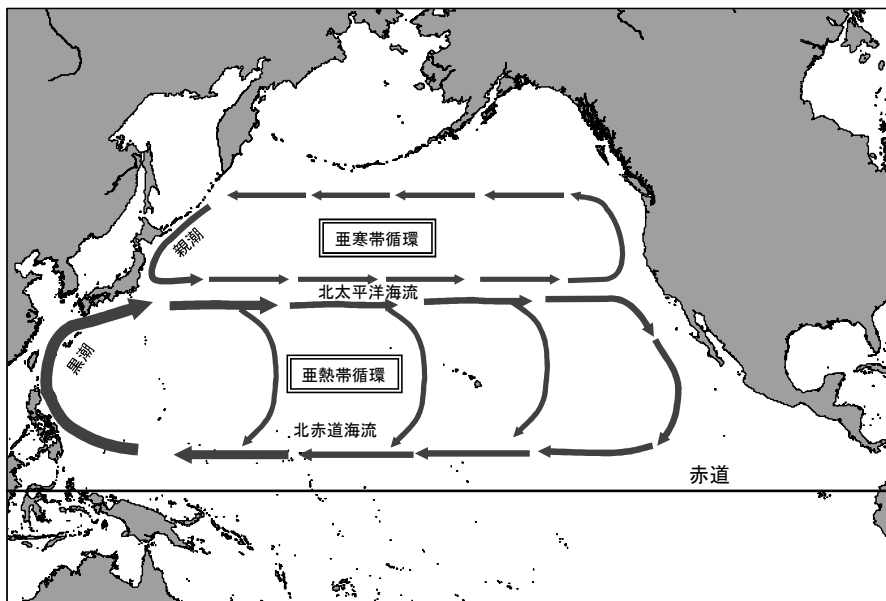 親潮
亜寒帯循環
北太平洋海流
黒潮
亜熱帯循環
北赤道海流
赤道